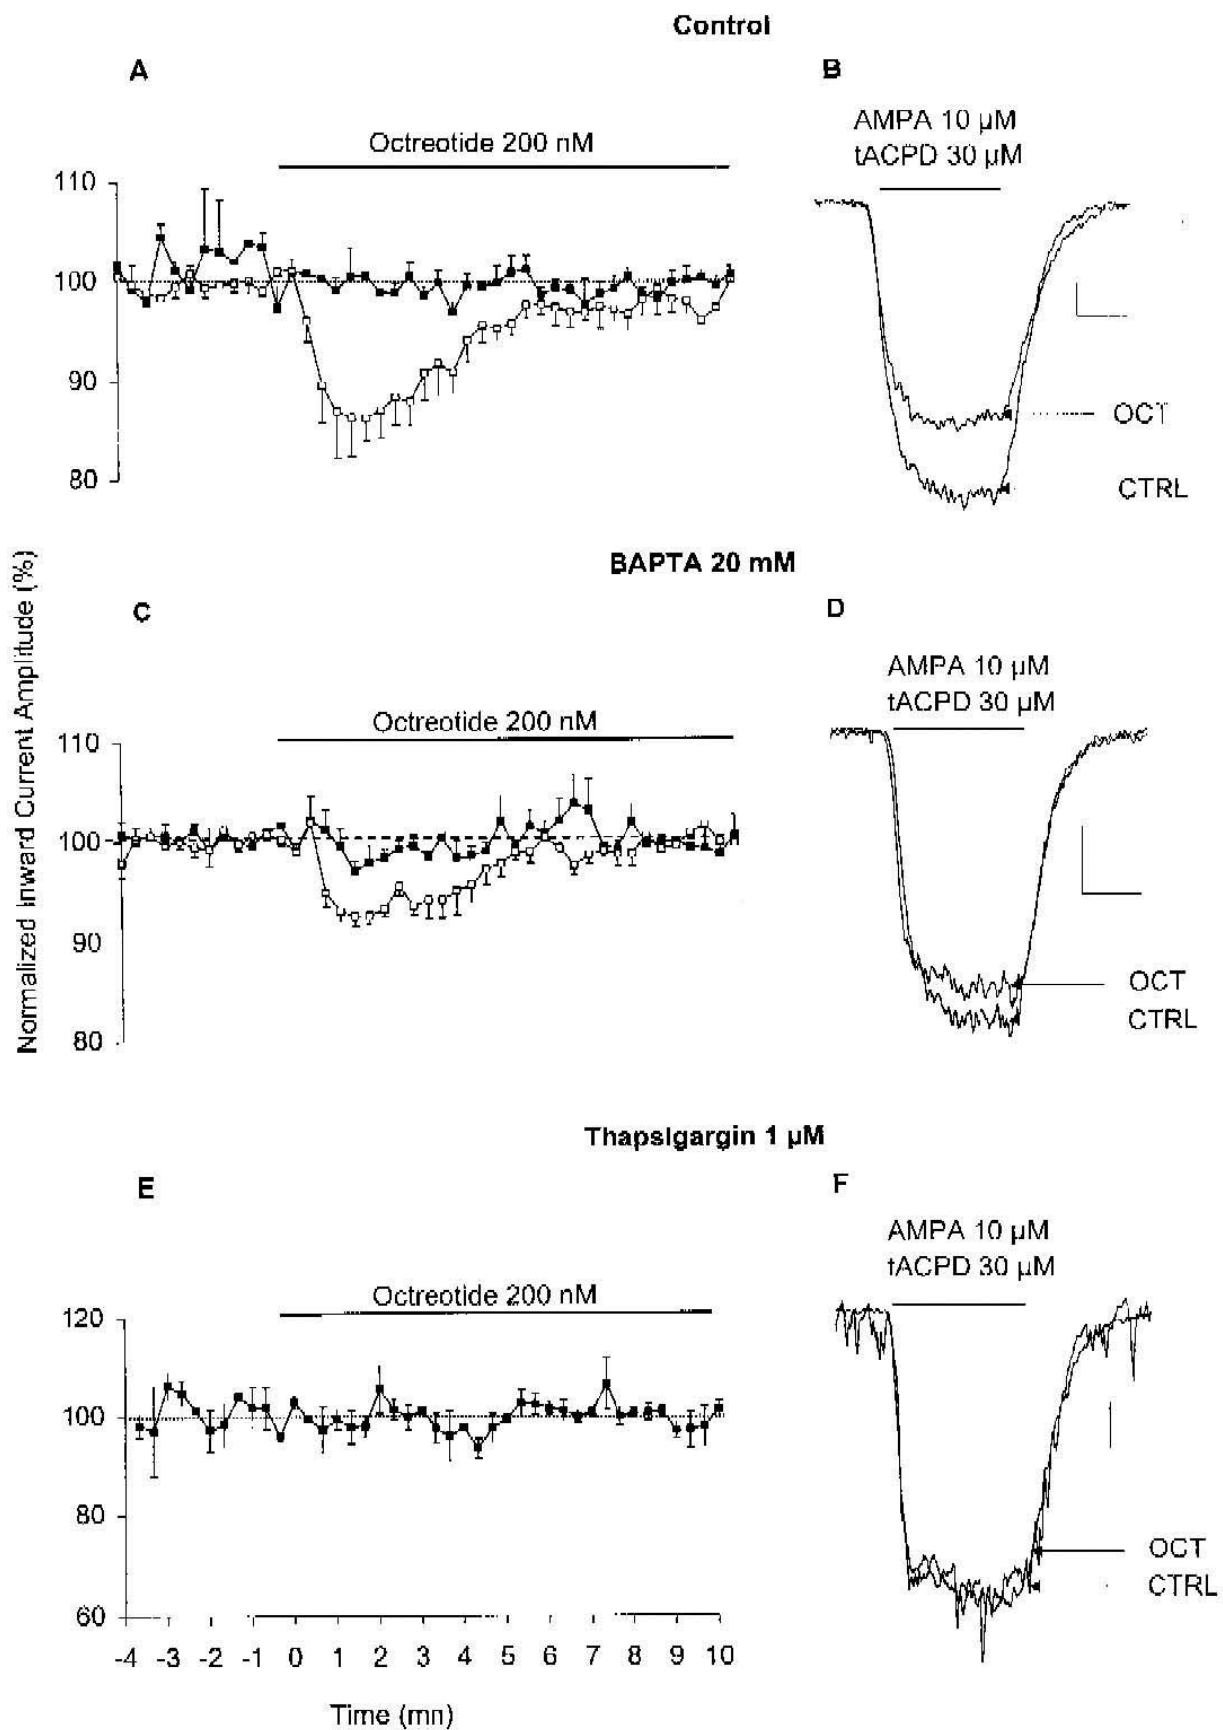 Control
A
B
AMPA 10 µM
tACPD 30 µM
Octreotide 200 nM
110
100
90
80
OCT
CTRL
Normalized Inward Current Amplitude (%)
BAPTA 20 mM
C
D
AMPA 10 µM
tACPD 30 µM
Octreotide 200 nM
110
100
90
80
OCT
CTRL
Thapsigargin 1 µM
E
F
AMPA 10 µM
tACPD 30 µM
Octreotide 200 nM
120
100
80
60
OCT
CTRL
-4 -3 -2 -1 0 1 2 3 4 5 6 7 8 9 10
Time (mn)